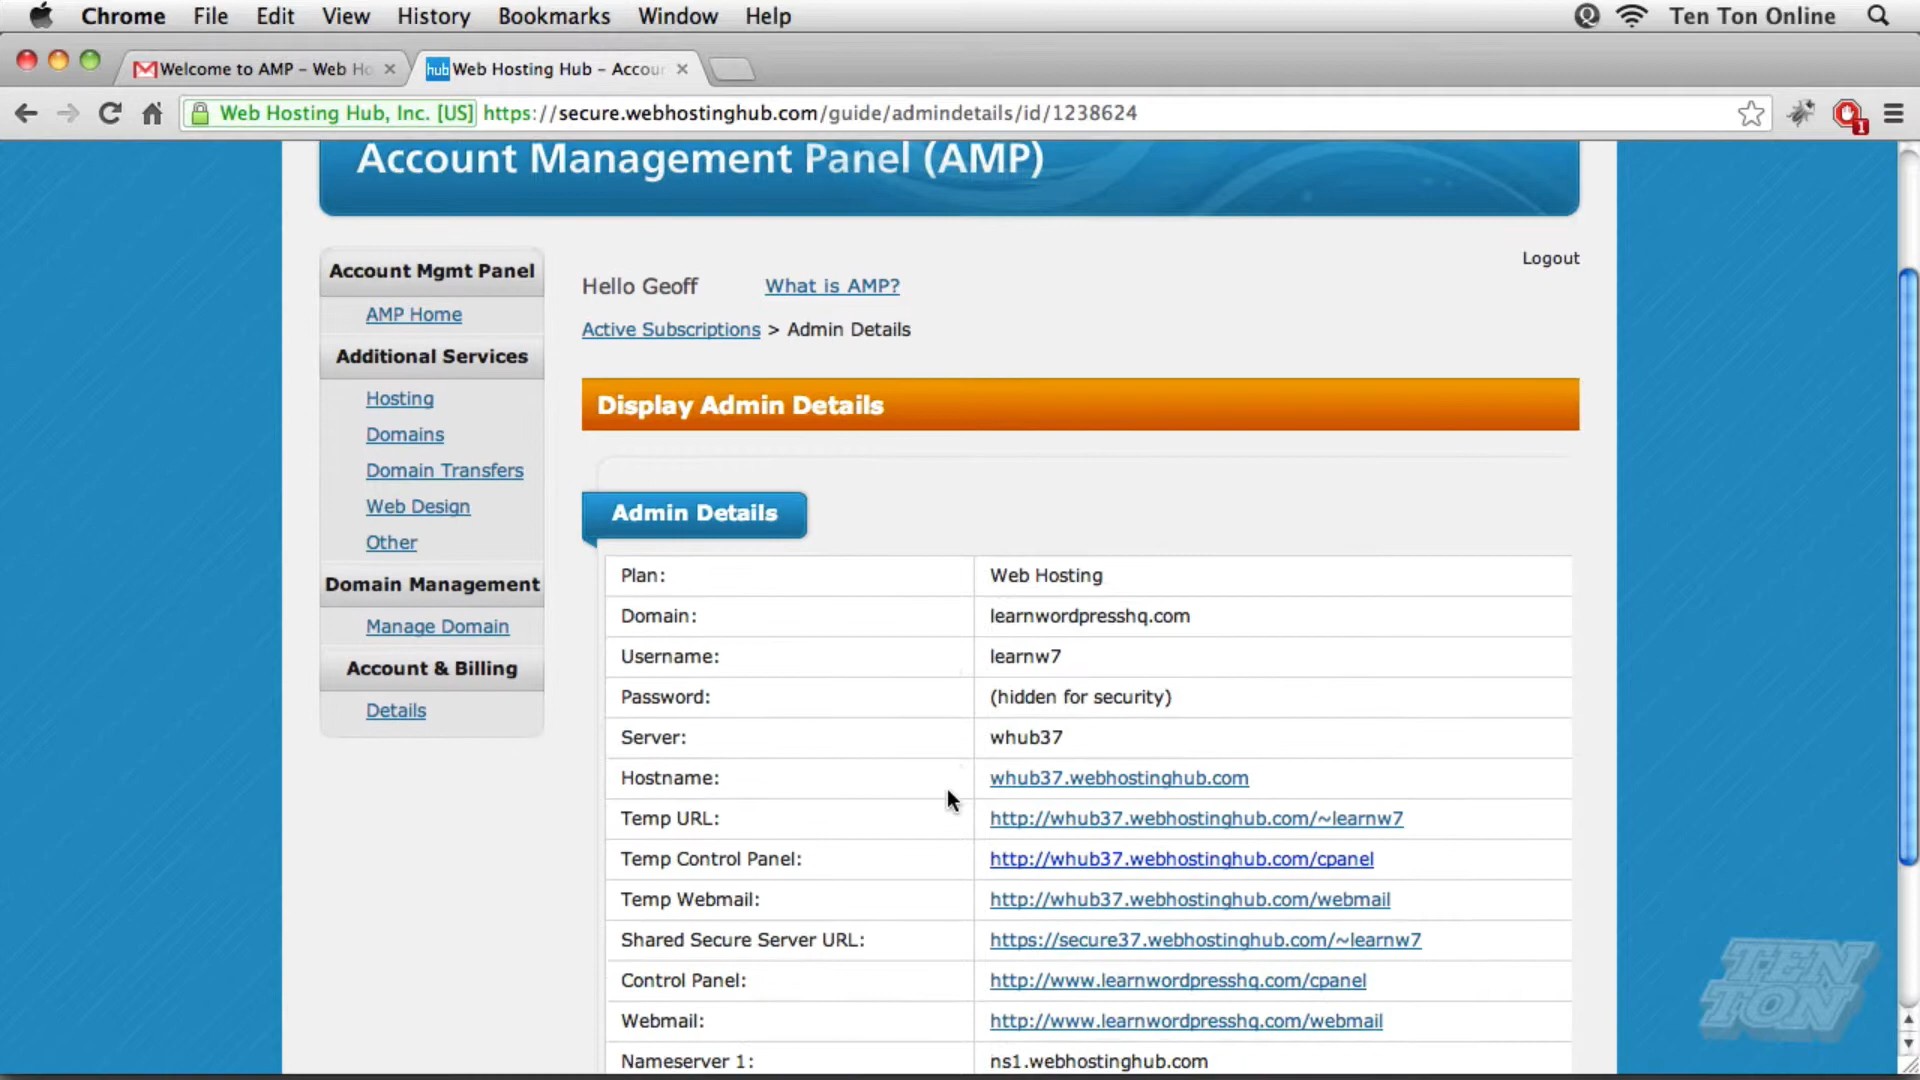 Chrome File Edit View History Bookmarks Window Help Ten Ton Online
Welcome to AMP – Web Ho
hub Web Hosting Hub – Accou
Web Hosting Hub, Inc. [US] https://secure.webhostinghub.com/guide/admindetails/id/1238624
1
Account Management Panel (AMP)
Logout
Account Mgmt Panel
AMP Home
Additional Services
Hosting
Domains
Domain Transfers
Web Design
Other
Domain Management
Manage Domain
Account & Billing
Details
Hello Geoff What is AMP?
Active Subscriptions > Admin Details
Display Admin Details
Admin Details
Plan: Web Hosting
Domain: learnwordpresshq.com
Username: learnw7
Password: (hidden for security)
Server: whub37
Hostname: whub37.webhostinghub.com
Temp URL: http://whub37.webhostinghub.com/~learnw7
Temp Control Panel: http://whub37.webhostinghub.com/cpanel
Temp Webmail: http://whub37.webhostinghub.com/webmail
Shared Secure Server URL: https://secure37.webhostinghub.com/~learnw7
Control Panel: http://www.learnwordpresshq.com/cpanel
Webmail: http://www.learnwordpresshq.com/webmail
Nameserver 1: ns1.webhostinghub.com
TEN
TON